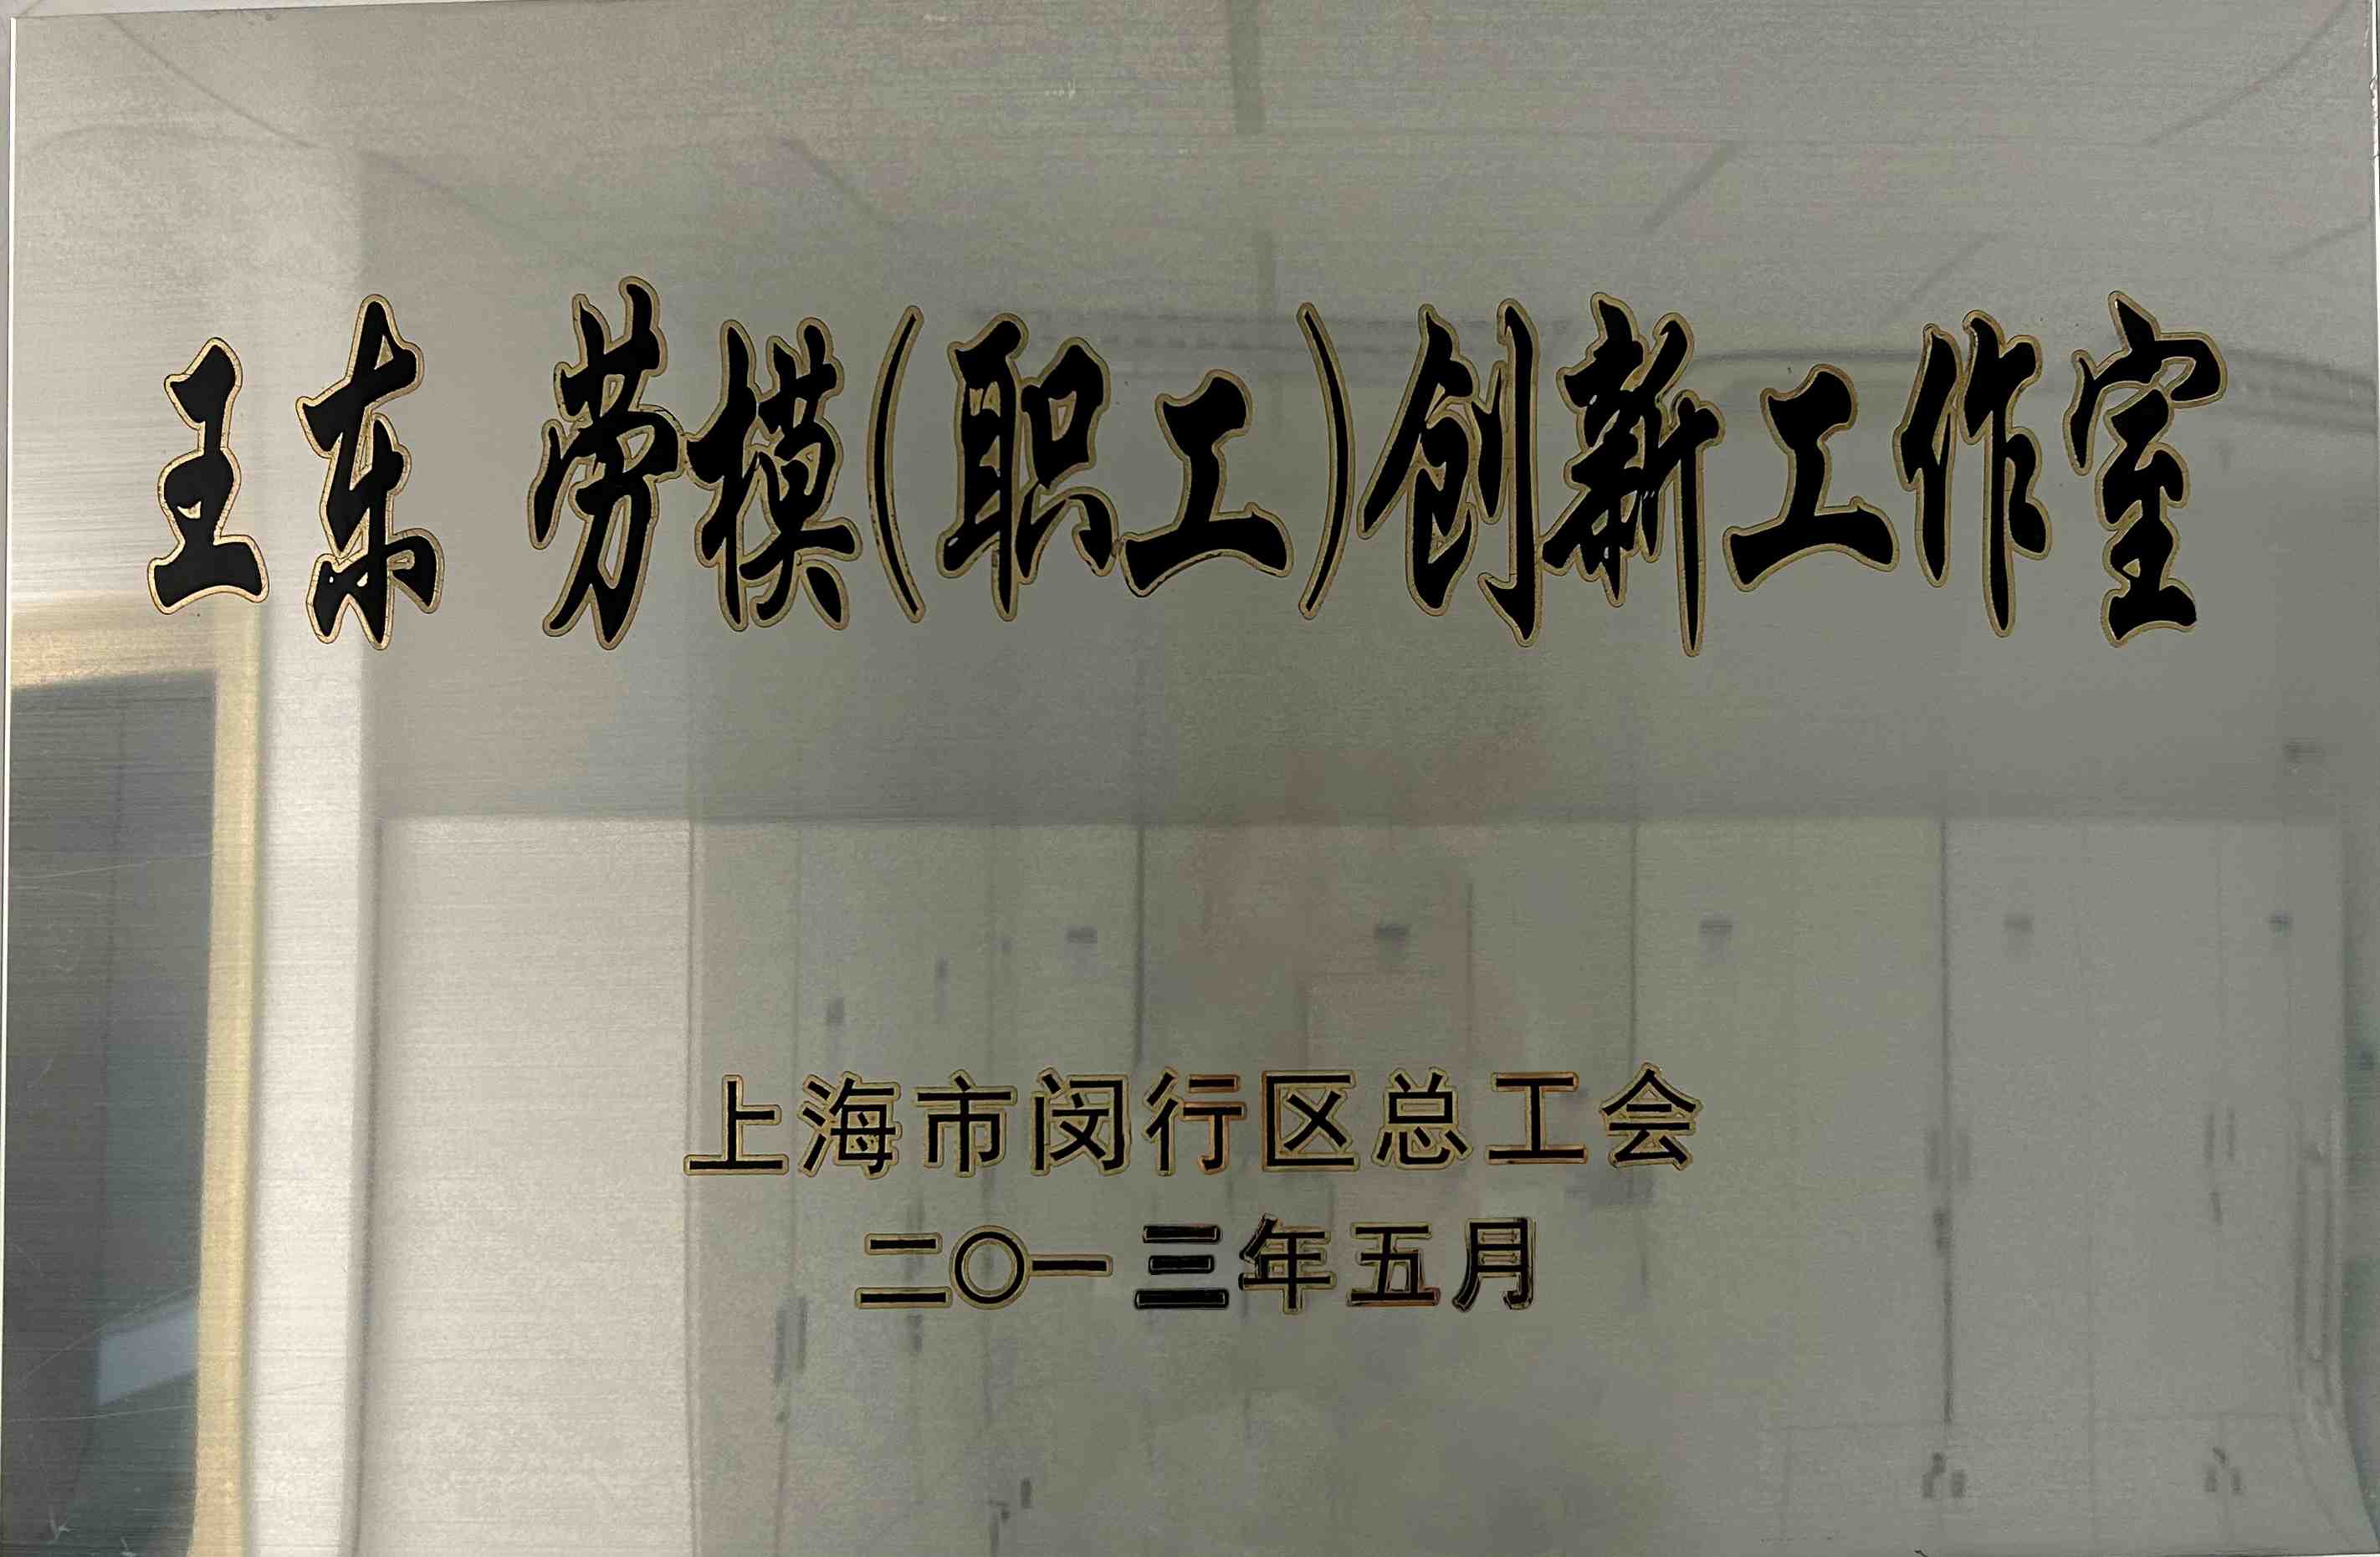 王东 劳模(职工)创新工作室
上海市闵行区总工会
二〇一三年五月